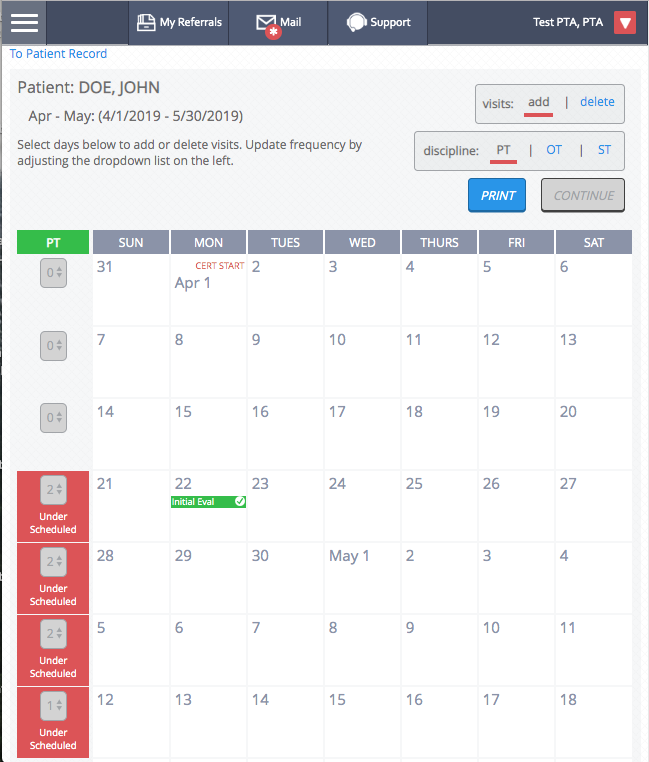 My Referrals Mail Support Test PTA, PTA
To Patient Record
Patient: DOE, JOHN
Apr - May: (4/1/2019 - 5/30/2019)
visits: add | delete
Select days below to add or delete visits. Update frequency by
adjusting the dropdown list on the left.
discipline: PT | OT | ST
PRINT CONTINUE
PT SUN MON TUES WED THURS FRI SAT
CERT START
0 31 Apr 1 2 3 4 5 6
0 7 8 9 10 11 12 13
0 14 15 16 17 18 19 20
2 21 22 23 24 25 26 27
Initial Eval
Under
Scheduled
2 28 29 30 May 1 2 3 4
Under
Scheduled
2 5 6 7 8 9 10 11
Under
Scheduled
1 12 13 14 15 16 17 18
Under
Scheduled